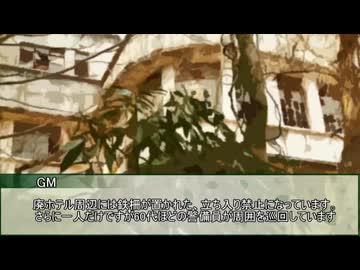 GM
廃ホテル周辺には鉄柵が置かれた、立ち入り禁止になっています。
さらに一人だけですが60代ほどの警備員が周囲を巡回しています